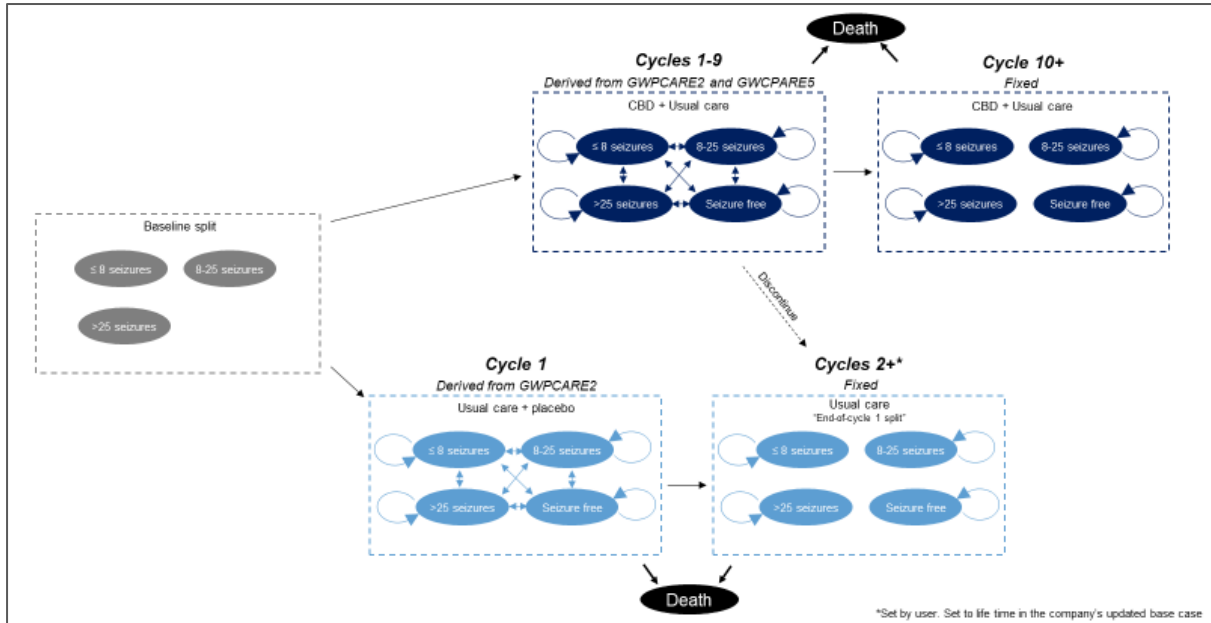 Death
Cycles 1-9
Derived from GWPCARE2 and GWCPARE5
CBD + Usual care
≤ 8 seizures
8-25 seizures
>25 seizures
Seizure free
Cycle 10+
Fixed
CBD + Usual care
≤ 8 seizures
8-25 seizures
>25 seizures
Seizure free
Baseline split
≤ 8 seizures
8-25 seizures
>25 seizures
Discontinue
Cycle 1
Derived from GWPCARE2
Usual care + placebo
≤ 8 seizures
8-25 seizures
>25 seizures
Seizure free
Cycles 2+*
Fixed
Usual care
"End-of-cycle 1 split"
≤ 8 seizures
8-25 seizures
>25 seizures
Seizure free
Death
*Set by user. Set to life time in the company's updated base case